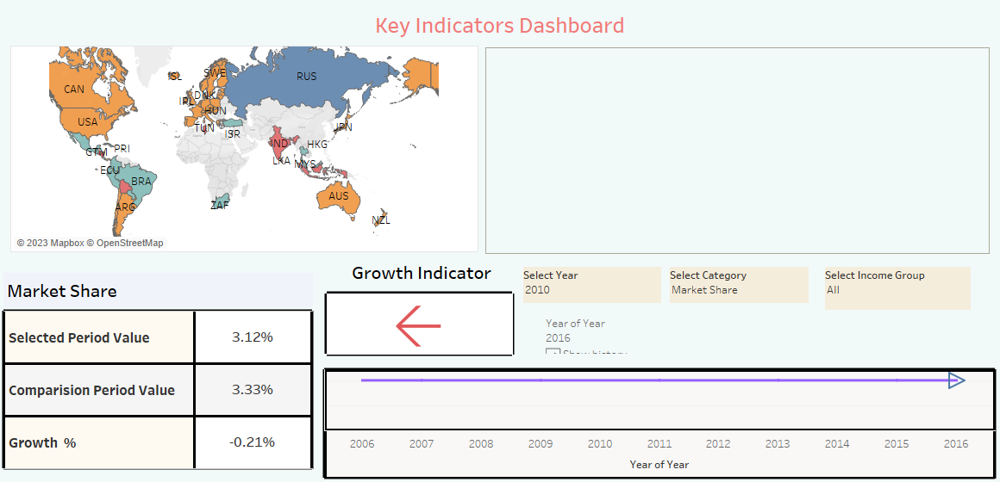 Key Indicators Dashboard
CAN
USA
GTM
PRI
ECU
BRA
ARG
ISL
SWE
IRL
DNK
HUN
TUN
ISR
RUS
JPN
IND
HKG
LKA
MYS
ZAF
AUS
NZL
© 2023 Mapbox © OpenStreetMap
Market Share
Selected Period Value 3.12%
Comparision Period Value 3.33%
Growth % -0.21%
Growth Indicator
Select Year
2010
Select Category
Market Share
Select Income Group
All
Year of Year
2016
Show history
2006 2007 2008 2009 2010 2011 2012 2013 2014 2015 2016
Year of Year